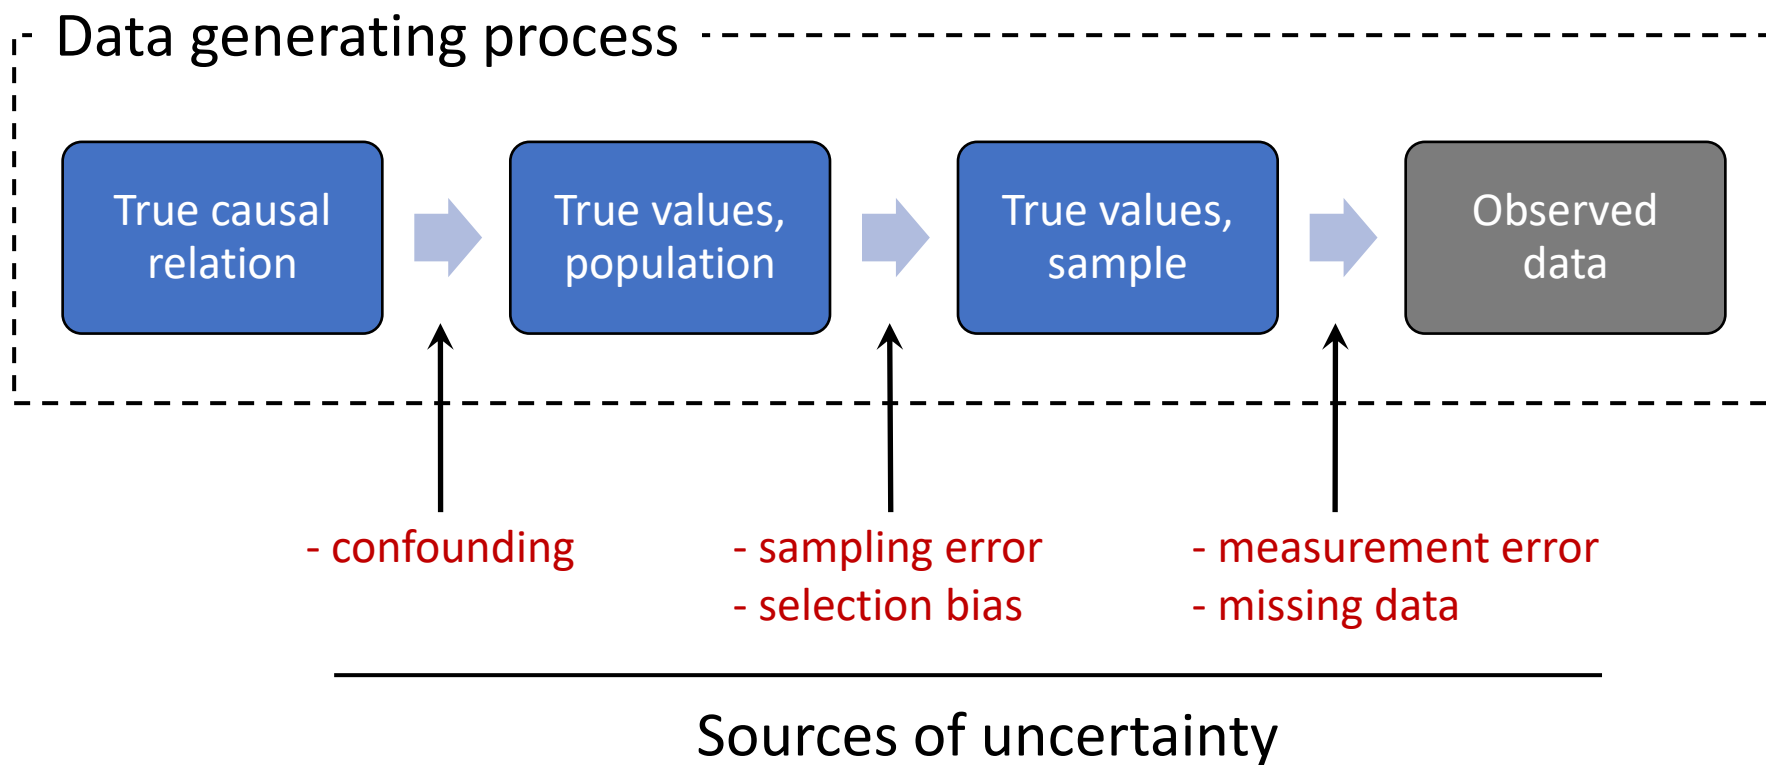 Data generating process
True causal
relation
True values,
population
True values,
sample
Observed
data
- confounding
- sampling error
- selection bias
- measurement error
- missing data
Sources of uncertainty